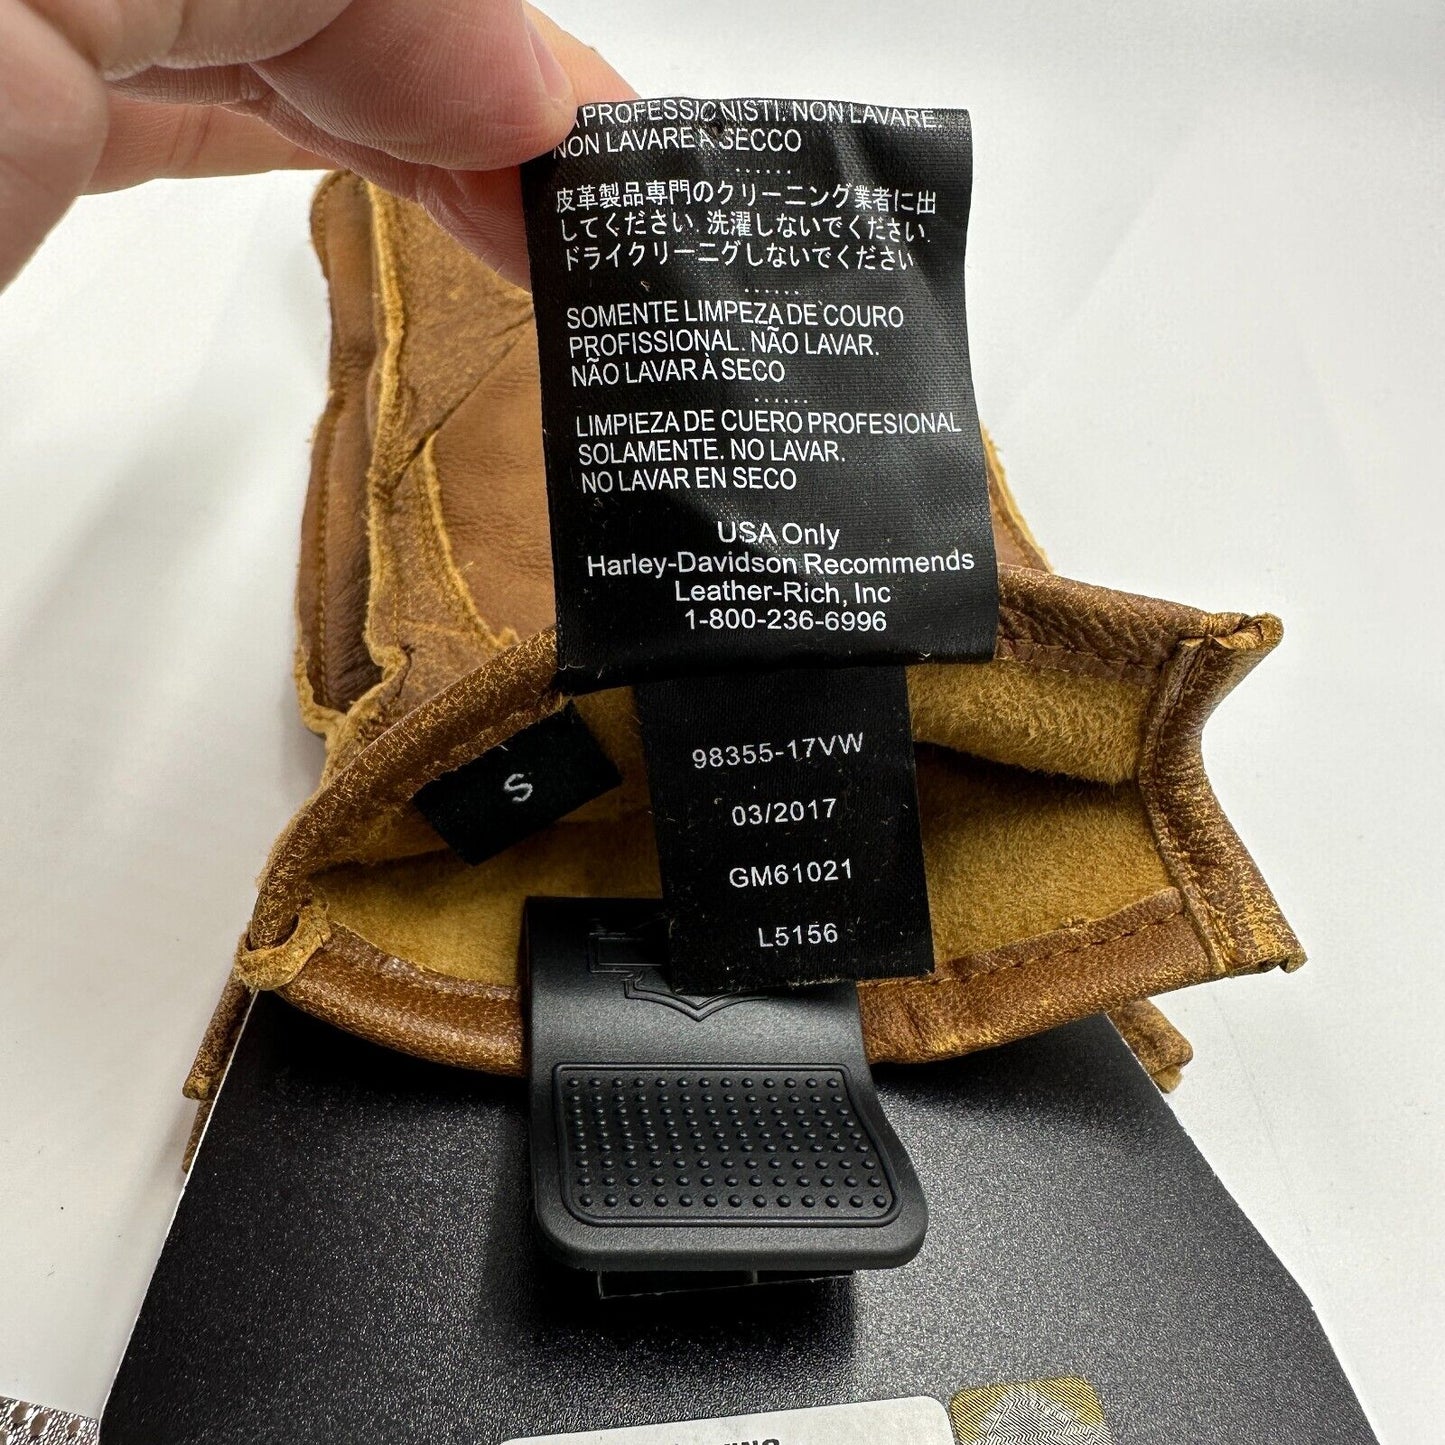 PROFESSIONISTI. NON LAVARE.
NON LAVARE A SECCO
......
皮革製品専門のクリーニング業者に出
してください. 洗濯しないでください.
ドライクリーニングしないでください
......
SOMENTE LIMPEZA DE COURO
PROFISSIONAL. NÃO LAVAR.
NÃO LAVAR À SECO
......
LIMPIEZA DE CUERO PROFESIONAL
SOLAMENTE. NO LAVAR.
NO LAVAR EN SECO
USA Only
Harley-Davidson Recommends
Leather-Rich, Inc
1-800-236-6996
S
98355-17VW
03/2017
GM61021
L5156